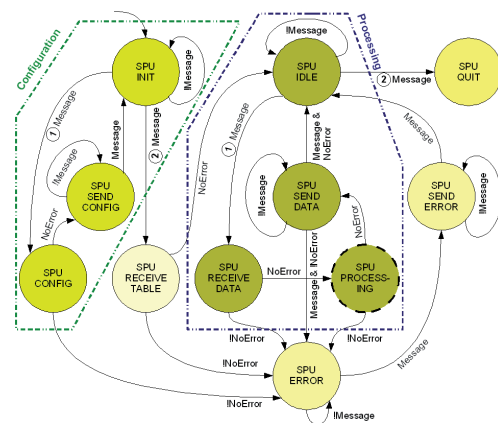 Configuration
Processing
SPU
INIT
!Message
!Message
SPU
IDLE
2 Message
SPU
QUIT
1 Message
2 Message
Message
!Message
NoError
1 Message
Message &
NoError
Message
SPU
SEND
CONFIG
!Message
SPU
SEND
DATA
SPU
SEND
ERROR
!Message
NoError
NoError
SPU
CONFIG
SPU
RECEIVE
TABLE
SPU
RECEIVE
DATA
NoError
Message & NoError
SPU
PROCESS-
ING
!NoError
!NoError
!NoError
!NoError
SPU
ERROR
Message
!Message